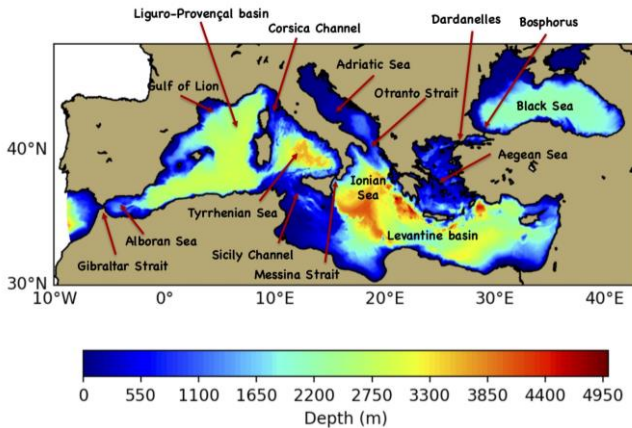 Liguro-Provençal basin
Corsica Channel
Dardanelles
Bosphorus
Adriatic Sea
Otranto Strait
Gulf of Lion
Black Sea
40°N
Aegean Sea
Ionian
Sea
Tyrrhenian Sea
Levantine basin
Alboran Sea
Sicily Channel
Gibraltar Strait
Messina Strait
30°N
10°W 0° 10°E 20°E 30°E 40°E
0 550 1100 1650 2200 2750 3300 3850 4400 4950
Depth (m)